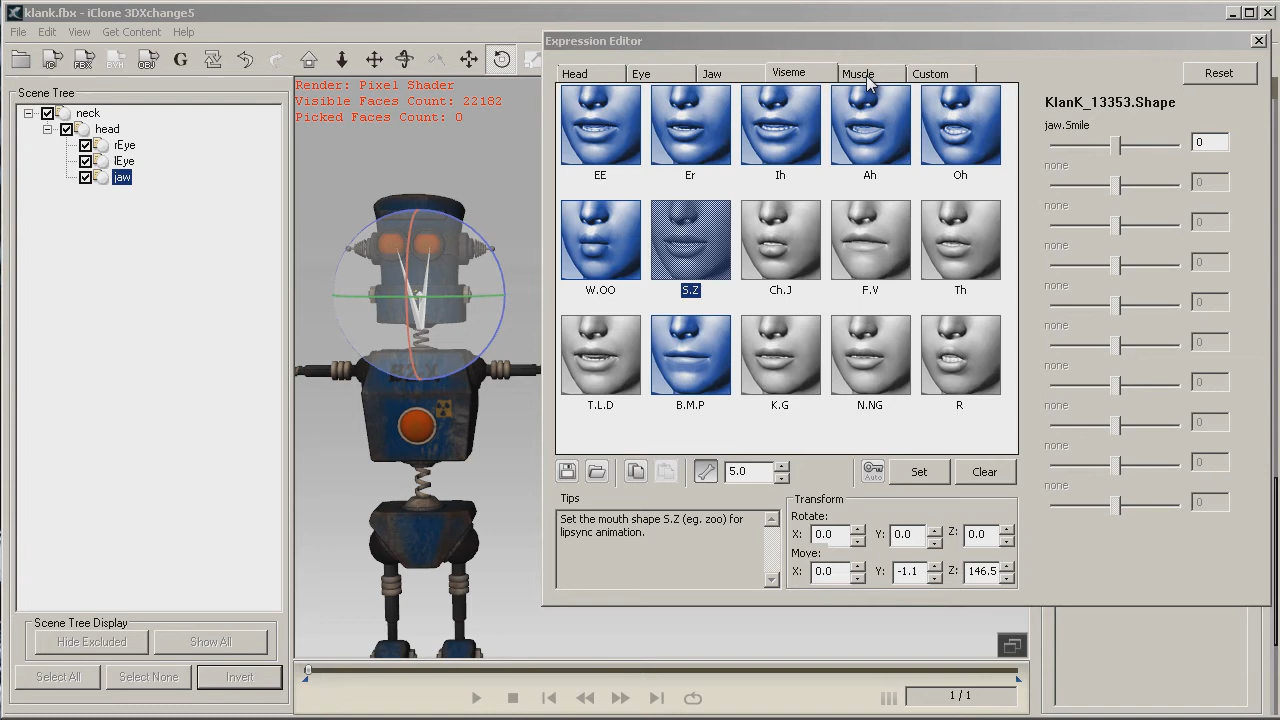 klank.fbx - iClone 3DXchange5
File Edit View Get Content Help
G
Scene Tree
neck
head
rEye
lEye
jaw
Scene Tree Display
Hide Excluded Show All
Select All Select None Invert
Render: Pixel Shader
Visible Faces Count: 22182
Picked Faces Count: 0
1 / 1
Expression Editor
Head Eye Jaw Viseme Muscle Custom
EE Er Ih Ah Oh
W.OO S.Z Ch.J F.V Th
T.L.D B.M.P K.G N.NG R
5.0 Auto Set Clear
Tips
Set the mouth shape S.Z (eg. zoo) for
lipsync animation.
Transform
Rotate:
X: 0.0 Y: 0.0 Z: 0.0
Move:
X: 0.0 Y: -1.1 Z: 146.5
Reset
KlanK_13353.Shape
jaw.Smile
0
none
0
none
0
none
0
none
0
none
0
none
0
none
0
none
0
none
0